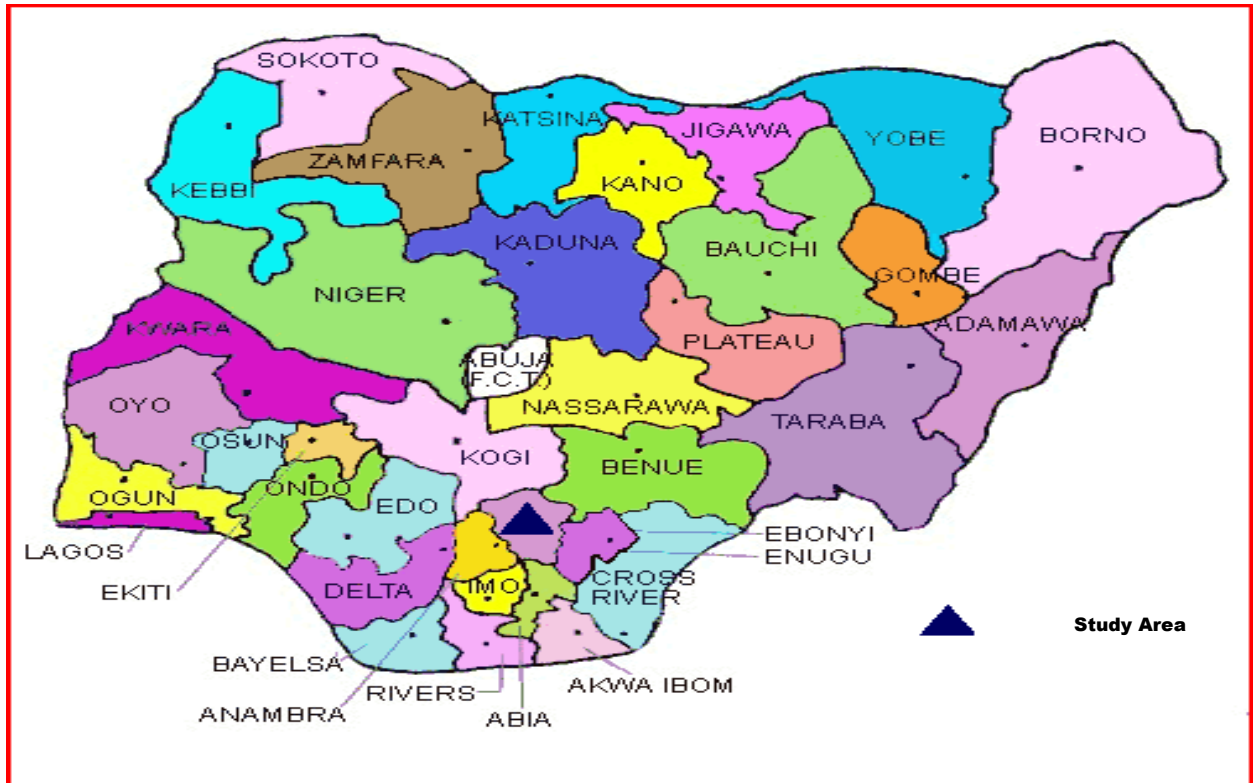 SOKOTO
KATSINA
JIGAWA
YOBE
BORNO
ZAMFARA
KEBBI
KANO
KADUNA
BAUCHI
GOMBE
NIGER
KWARA
PLATEAU
ADAMAWA
ABUJA
(F.C.T.)
NASSARAWA
OYO
TARABA
OSUN
KOGI
BENUE
OGUN
ONDO
EDO
LAGOS
EBONYI
ENUGU
EKITI
DELTA
IMO
CROSS
RIVER
Study Area
BAYELSA
RIVERS
AKWA IBOM
ANAMBRA
ABIA